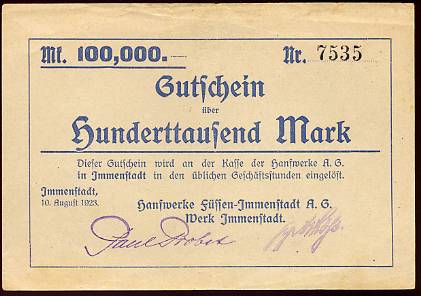 Mk. 100,000.-
Nr. 7535
Gutschein
über
Hunderttausend Mark
Dieser Gutschein wird an der Kasse der Hanfwerke A. G.
in Immenstadt in den üblichen Geschäftsstunden eingelöst.
Immenstadt,
10. August 1923.
Hanfwerke Füssen-Immenstadt A. G.
Werk Immenstadt.
Paul Probst